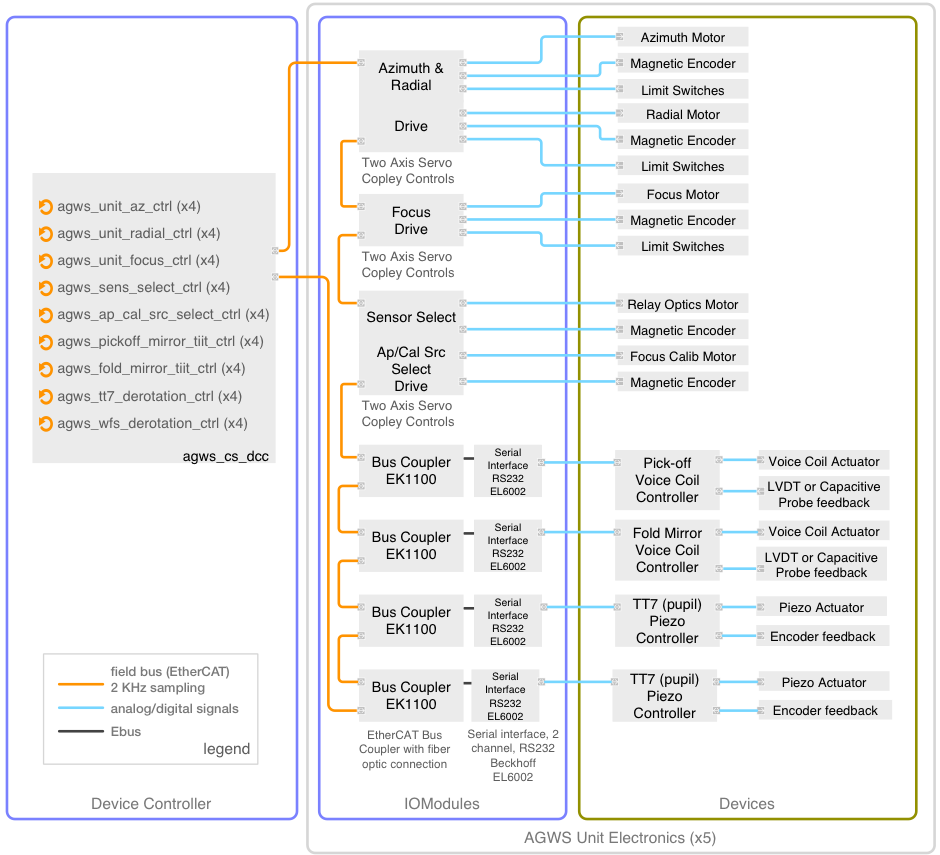 agws_unit_az_ctrl (x4)
agws_unit_radial_ctrl (x4)
agws_unit_focus_ctrl (x4)
agws_sens_select_ctrl (x4)
agws_ap_cal_src_select_ctrl (x4)
agws_pickoff_mirror_tiit_ctrl (x4)
agws_fold_mirror_tiit_ctrl (x4)
agws_tt7_derotation_ctrl (x4)
agws_wfs_derotation_ctrl (x4)
agws_cs_dcc
field bus (EtherCAT)
2 KHz sampling
analog/digital signals
Ebus
legend
Device Controller
Azimuth &
Radial
Drive
Two Axis Servo
Copley Controls
Focus
Drive
Two Axis Servo
Copley Controls
Sensor Select
Ap/Cal Src
Select
Drive
Two Axis Servo
Copley Controls
Bus Coupler
EK1100
Serial
Interface
RS232
EL6002
Bus Coupler
EK1100
Serial
Interface
RS232
EL6002
Bus Coupler
EK1100
Serial
Interface
RS232
EL6002
Bus Coupler
EK1100
Serial
Interface
RS232
EL6002
EtherCAT Bus
Coupler with fiber
optic connection
Serial interface, 2
channel, RS232
Beckhoff
EL6002
IOModules
Azimuth Motor
Magnetic Encoder
Limit Switches
Radial Motor
Magnetic Encoder
Limit Switches
Focus Motor
Magnetic Encoder
Limit Switches
Relay Optics Motor
Magnetic Encoder
Focus Calib Motor
Magnetic Encoder
Pick-off
Voice Coil
Controller
Voice Coil Actuator
LVDT or Capacitive
Probe feedback
Fold Mirror
Voice Coil
Controller
Voice Coil Actuator
LVDT or Capacitive
Probe feedback
TT7 (pupil)
Piezo
Controller
Piezo Actuator
Encoder feedback
TT7 (pupil)
Piezo
Controller
Piezo Actuator
Encoder feedback
Devices
AGWS Unit Electronics (x5)